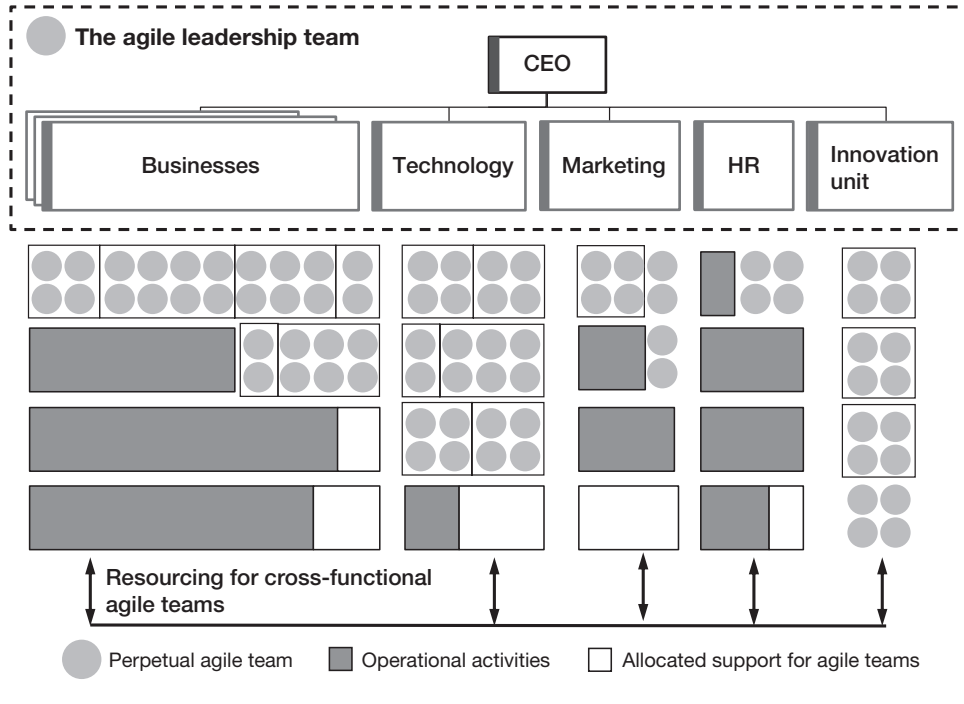 The agile leadership team
CEO
Businesses
Technology
Marketing
HR
Innovation
unit
Resourcing for cross-functional
agile teams
Perpetual agile team
Operational activities
Allocated support for agile teams